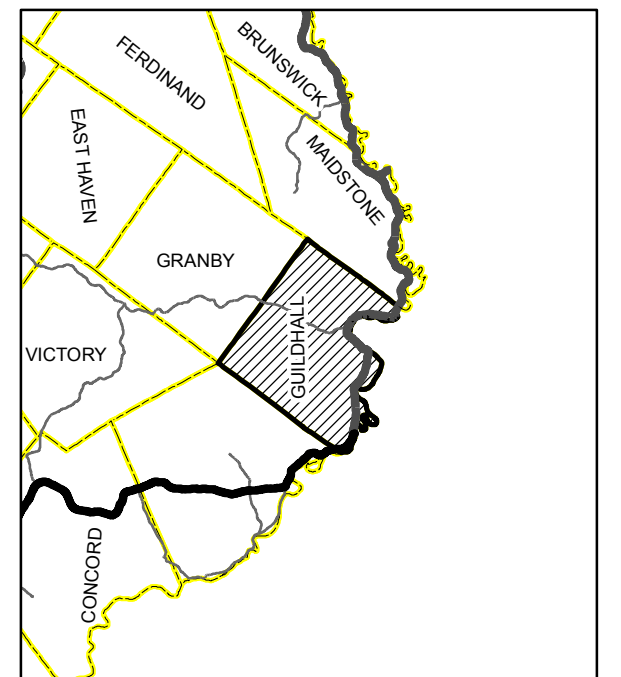 BRUNSWICK
FERDINAND
MAIDSTONE
EAST HAVEN
GRANBY
GUILDHALL
VICTORY
CONCORD